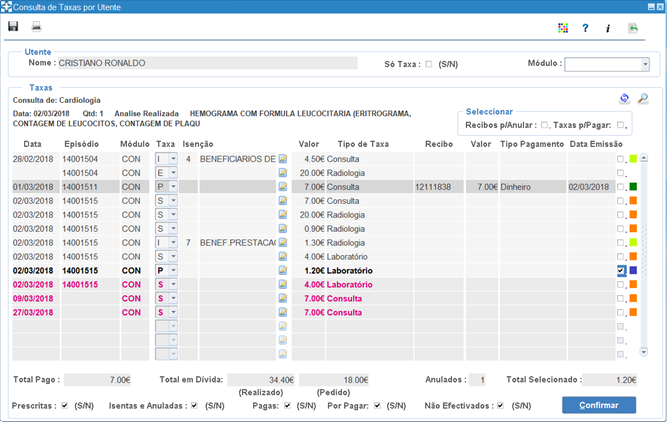 Consulta de Taxas por Utente
Utente
Nome : CRISTIANO RONALDO Só Taxa : (S/N) Módulo :
Taxas
Consulta de: Cardiologia
Data: 02/03/2018 Qtd: 1 Analise Realizada HEMOGRAMA COM FORMULA LEUCOCITARIA (ERITROGRAMA,
CONTAGEM DE LEUCOCITOS, CONTAGEM DE PLAQU
Seleccionar
Recibos p/Anular : , Taxas p/Pagar: ,
Data Episódio Módulo Taxa Isenção Valor Tipo de Taxa Recibo Valor Tipo Pagamento Data Emissão
28/02/2018 14001504 CON I 4 BENEFICIARIOS DE 4.50€ Consulta
14001504 CON E 20.00€ Radiologia
01/03/2018 14001511 CON P 7.00€ Consulta 12111838 7.00€ Dinheiro 02/03/2018
02/03/2018 14001515 CON S 7.00€ Consulta
02/03/2018 14001515 CON S 20.00€ Radiologia
02/03/2018 14001515 CON S 0.90€ Radiologia
02/03/2018 14001515 CON I 7 BENEF.PRESTACA 1.30€ Radiologia
02/03/2018 14001515 CON S 4.00€ Laboratório
02/03/2018 14001515 CON P 1.20€ Laboratório
02/03/2018 14001515 CON S 4.00€ Laboratório
09/03/2018 CON S 7.00€ Consulta
27/03/2018 CON S 7.00€ Consulta
Total Pago : 7.00€ Total em Dívida: 34.40€ 18.00€ Anulados : 1 Total Selecionado : 1.20€
(Realizado) (Pedido)
Prescritas : (S/N) Isentas e Anuladas : (S/N) Pagas: (S/N) Por Pagar: (S/N) Não Efectivados : (S/N) Confirmar